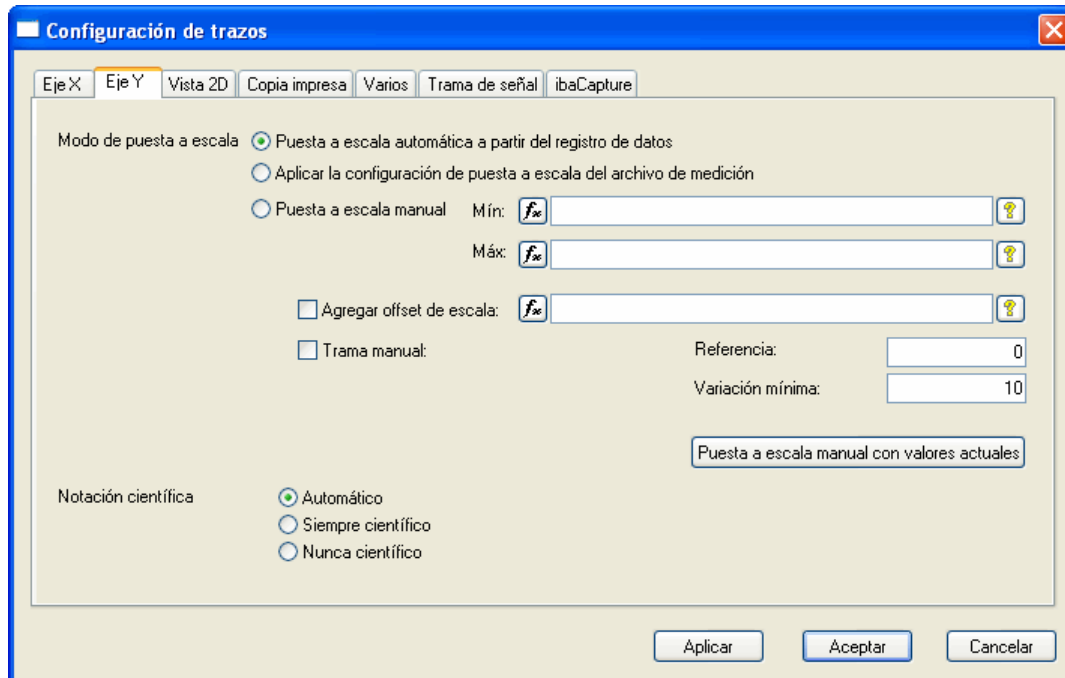 Configuración de trazos
Eje X Eje Y Vista 2D Copia impresa Varios Trama de señal ibaCapture
Modo de puesta a escala Puesta a escala automática a partir del registro de datos
Aplicar la configuración de puesta a escala del archivo de medición
Puesta a escala manual Mín: fx ?
Máx: fx ?
Agregar offset de escala: fx ?
Trama manual: Referencia: 0
Variación mínima: 10
Puesta a escala manual con valores actuales
Notación científica Automático
Siempre científico
Nunca científico
Aplicar Aceptar Cancelar